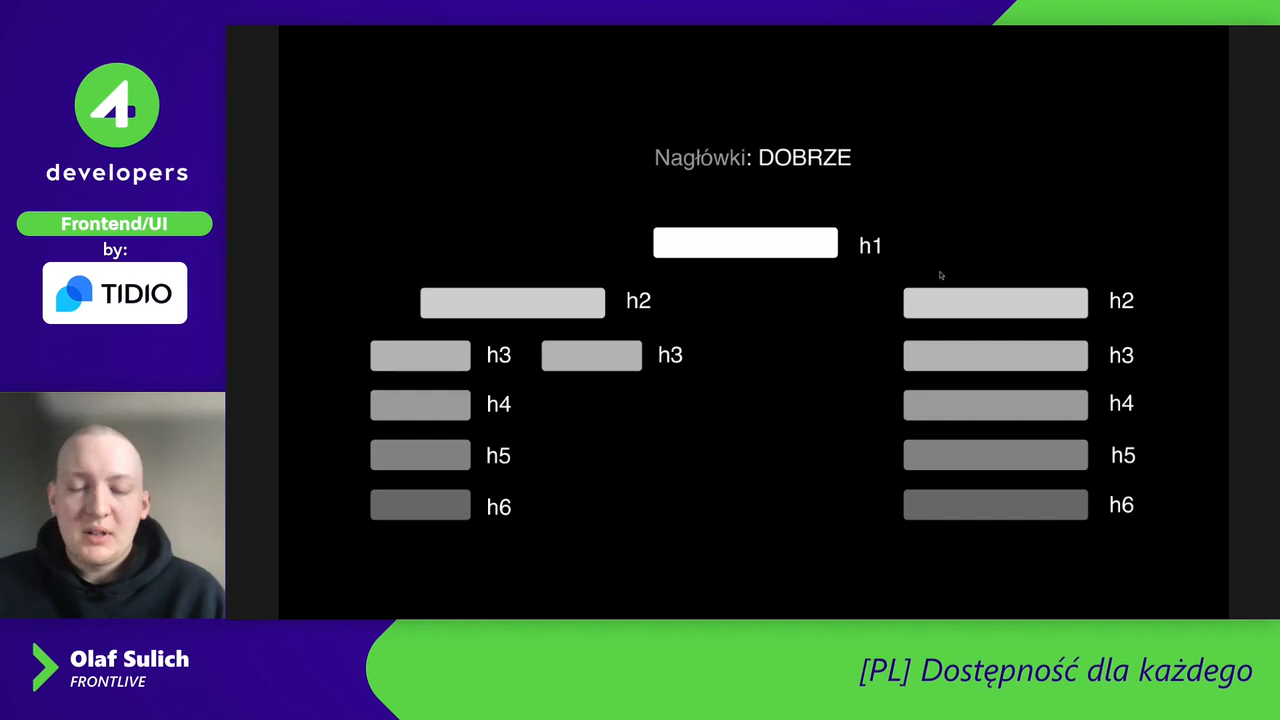 4
developers
Frontend/UI
by:
TIDIO
Nagłówki: DOBRZE
h1
h2 h2
h3 h3 h3
h4 h4
h5 h5
h6 h6
Olaf Sulich
FRONTLIVE
[PL] Dostępność dla każdego